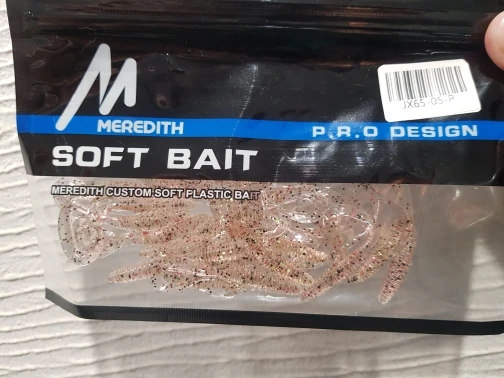 M
MEREDITH
P.R.O DESIGN
JX65-05-P
SOFT BAIT
MEREDITH CUSTOM SOFT PLASTIC BAIT